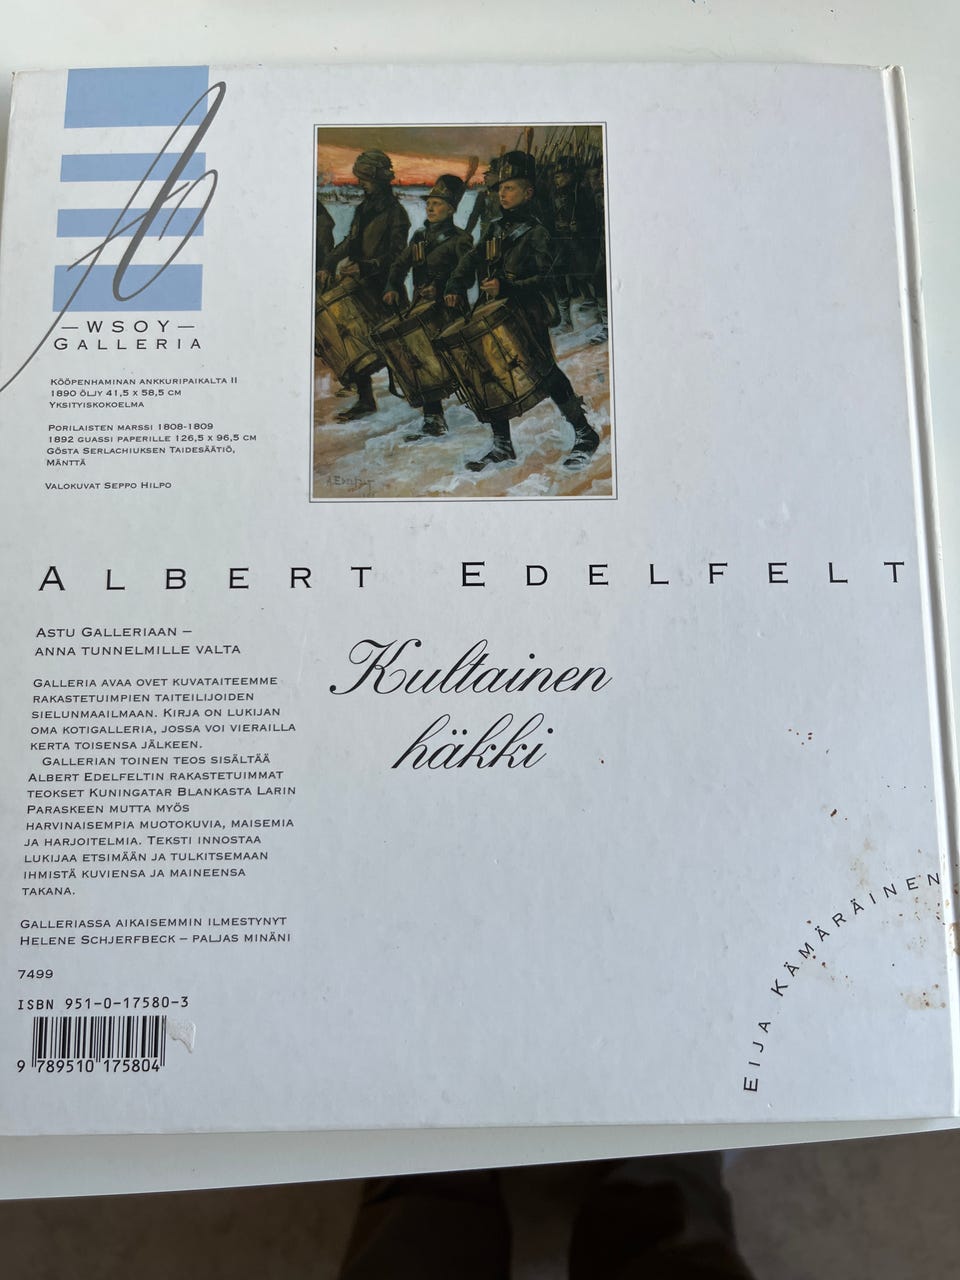 —WSOY—
GALLERIA
KÖÖPENHAMINAN ANKKURIPAIKALTA II
1890 ÖLJY 41,5 x 58,5 CM
YKSITYISKOKOELMA
PORILAISTEN MARSSI 1808-1809
1892 GUASSI PAPERILLE 126,5 x 96,5 CM
GÖSTA SERLACHIUKSEN TAIDESÄÄTIÖ,
MÄNTTÄ
VALOKUVAT SEPPO HILPO
A. EDELFELT
ALBERT EDELFELT
ASTU GALLERIAAN –
ANNA TUNNELMILLE VALTA
GALLERIA AVAA OVET KUVATAITEEMME
RAKASTETUIMPIEN TAITEILIJOIDEN
SIELUNMAAILMAAN. KIRJA ON LUKIJAN
OMA KOTIGALLERIA, JOSSA VOI VIERAILLA
KERTA TOISENSA JÄLKEEN.
GALLERIAN TOINEN TEOS SISÄLTÄÄ
ALBERT EDELFELTIN RAKASTETUIMMAT
TEOKSET KUNINGATAR BLANKASTA LARIN
PARASKEEN MUTTA MYÖS
HARVINAISEMPIA MUOTOKUVIA, MAISEMIA
JA HARJOITELMIA. TEKSTI INNOSTAA
LUKIJAA ETSIMÄÄN JA TULKITSEMAAN
IHMISTÄ KUVIENSA JA MAINEENSA
TAKANA.
GALLERIASSA AIKAISEMMIN ILMESTYNYT
HELENE SCHJERFBECK – PALJAS MINÄNI
7499
ISBN 951-0-17580-3
9 789510 175804
Kultainen
häkki
EIJA KÄMÄRÄINEN